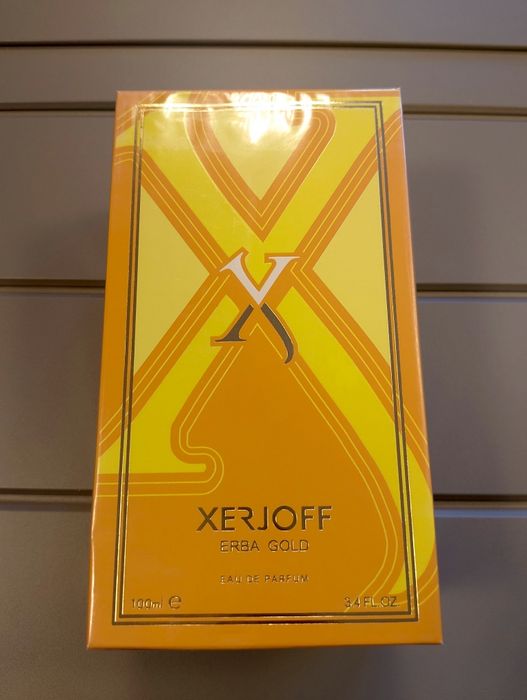 X
XERJOFF
ERBA GOLD
EAU DE PARFUM
100ml ℮ 3.4 FL.OZ.